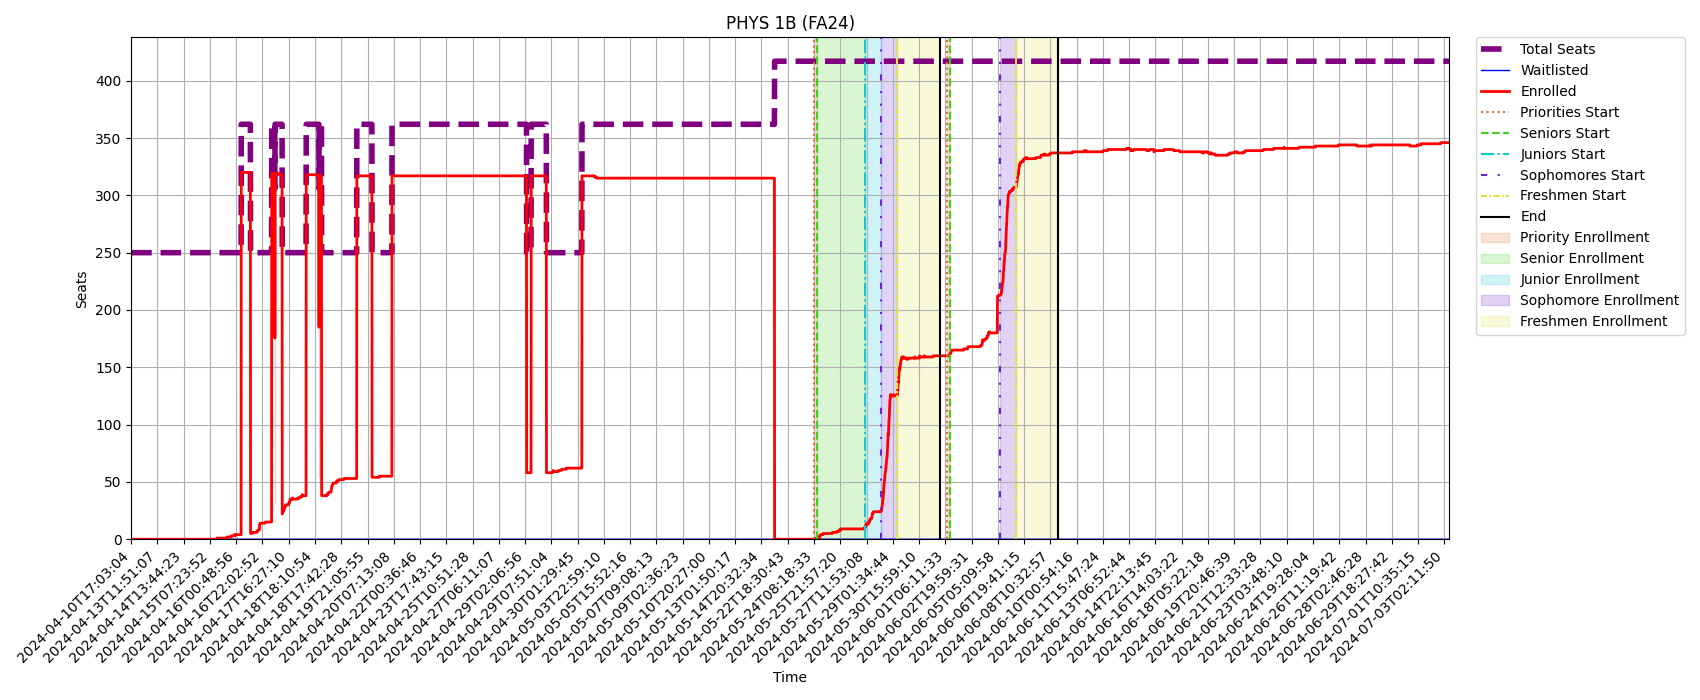 PHYS 1B (FA24)
Seats
400
350
300
250
200
150
100
50
0
2024-04-10T17:03:04
2024-04-13T11:51:07
2024-04-14T13:44:23
2024-04-15T07:23:52
2024-04-16T00:48:56
2024-04-16T22:02:52
2024-04-17T16:27:10
2024-04-18T18:10:54
2024-04-18T17:42:28
2024-04-19T21:05:55
2024-04-20T07:13:08
2024-04-22T00:36:46
2024-04-23T17:43:15
2024-04-25T10:51:28
2024-04-27T06:11:07
2024-04-29T02:06:56
2024-04-29T07:51:04
2024-04-30T01:29:45
2024-05-03T22:59:10
2024-05-05T15:52:16
2024-05-07T09:08:13
2024-05-09T02:36:23
2024-05-10T20:27:00
2024-05-13T01:50:17
2024-05-14T20:32:34
2024-05-22T18:30:43
2024-05-24T08:18:33
2024-05-25T21:57:20
2024-05-27T11:53:08
2024-05-29T01:34:44
2024-05-30T15:59:10
2024-06-01T06:11:33
2024-06-02T19:59:31
2024-06-05T05:09:58
2024-06-06T19:41:15
2024-06-08T10:32:57
2024-06-10T00:54:16
2024-06-11T15:47:24
2024-06-13T06:52:44
2024-06-14T22:13:45
2024-06-16T14:03:22
2024-06-18T05:22:18
2024-06-19T20:46:39
2024-06-21T12:33:28
2024-06-23T03:48:10
2024-06-24T19:28:04
2024-06-26T11:19:42
2024-06-28T02:46:28
2024-06-29T18:27:42
2024-07-01T10:35:15
2024-07-03T02:11:50
Time
Total Seats
Waitlisted
Enrolled
Priorities Start
Seniors Start
Juniors Start
Sophomores Start
Freshmen Start
End
Priority Enrollment
Senior Enrollment
Junior Enrollment
Sophomore Enrollment
Freshmen Enrollment